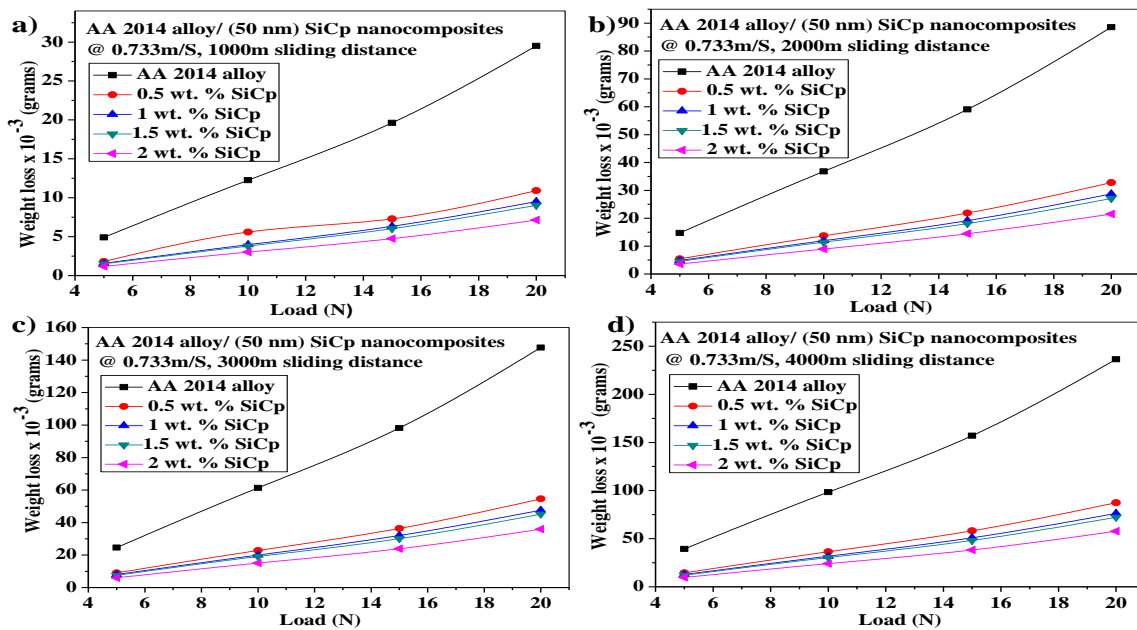 a)
AA 2014 alloy/ (50 nm) SiCp nanocomposites
@ 0.733m/S, 1000m sliding distance
AA 2014 alloy
0.5 wt. % SiCp
1 wt. % SiCp
1.5 wt. % SiCp
2 wt. % SiCp
Weight loss x 10⁻³ (grams)
30
25
20
15
10
5
0
4 6 8 10 12 14 16 18 20
Load (N)
b)
AA 2014 alloy/ (50 nm) SiCp nanocomposites
@ 0.733m/S, 2000m sliding distance
AA 2014 alloy
0.5 wt. % SiCp
1 wt. % SiCp
1.5 wt. % SiCp
2 wt. % SiCp
Weight loss x 10⁻³ (grams)
90
80
70
60
50
40
30
20
10
0
4 6 8 10 12 14 16 18 20
Load (N)
c)
AA 2014 alloy/ (50 nm) SiCp nanocomposites
@ 0.733m/S, 3000m sliding distance
AA 2014 alloy
0.5 wt. % SiCp
1 wt. % SiCp
1.5 wt. % SiCp
2 wt. % SiCp
Weight loss x 10⁻³ (grams)
160
140
120
100
80
60
40
20
0
4 6 8 10 12 14 16 18 20
Load (N)
d)
AA 2014 alloy/ (50 nm) SiCp nanocomposites
@ 0.733m/S, 4000m sliding distance
AA 2014 alloy
0.5 wt. % SiCp
1 wt. % SiCp
1.5 wt. % SiCp
2 wt. % SiCp
Weight loss x 10⁻³ (grams)
250
200
150
100
50
0
4 6 8 10 12 14 16 18 20
Load (N)